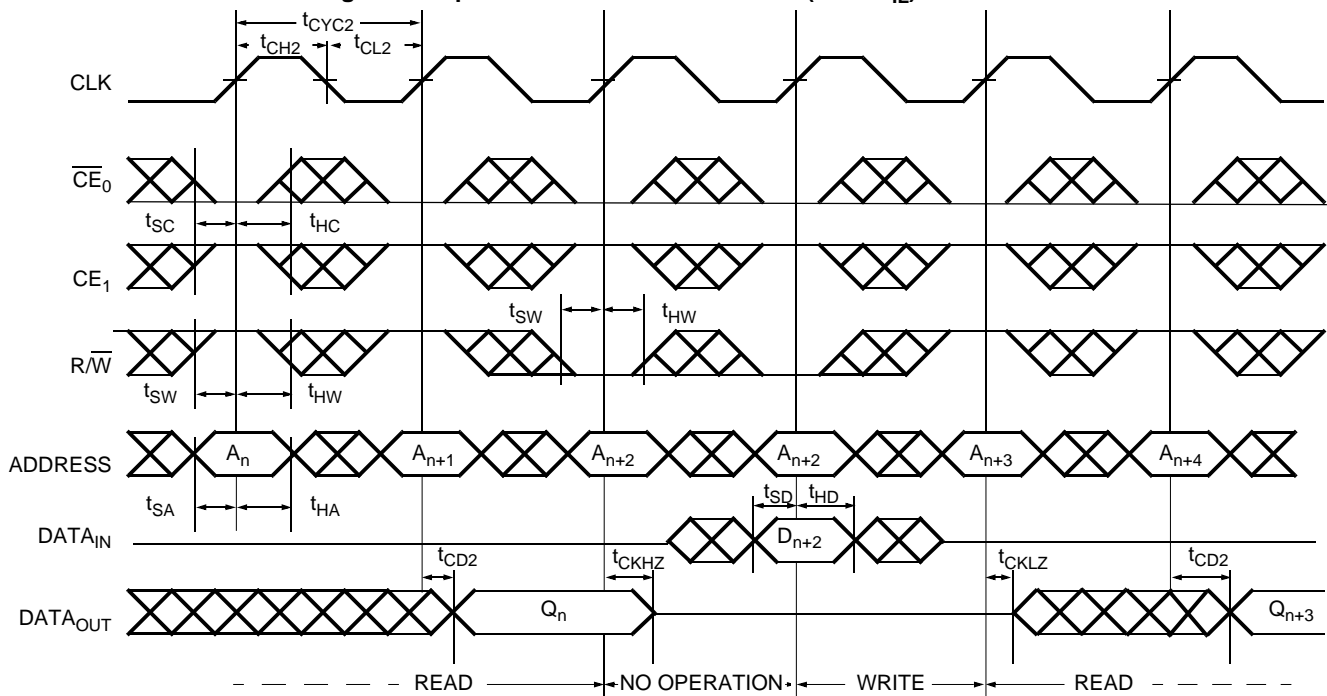 tCYC2
tCH2 tCL2
CLK
CE0
tSC tHC
CE1
tSW tHW
R/W
tSW tHW
ADDRESS An An+1 An+2 An+2 An+3 An+4
tSA tHA tSD tHD
DATAIN Dn+2
tCD2 tCKHZ tCKLZ tCD2
DATAOUT Qn Qn+3
READ NO OPERATION WRITE READ